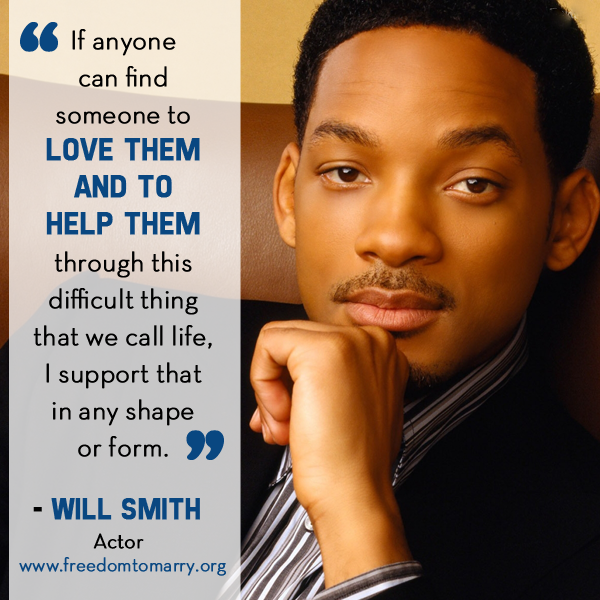 “ If anyone
can find
someone to
LOVE THEM
AND TO
HELP THEM
through this
difficult thing
that we call life,
I support that
in any shape
or form. ”
- WILL SMITH
Actor
www.freedomtomarry.org